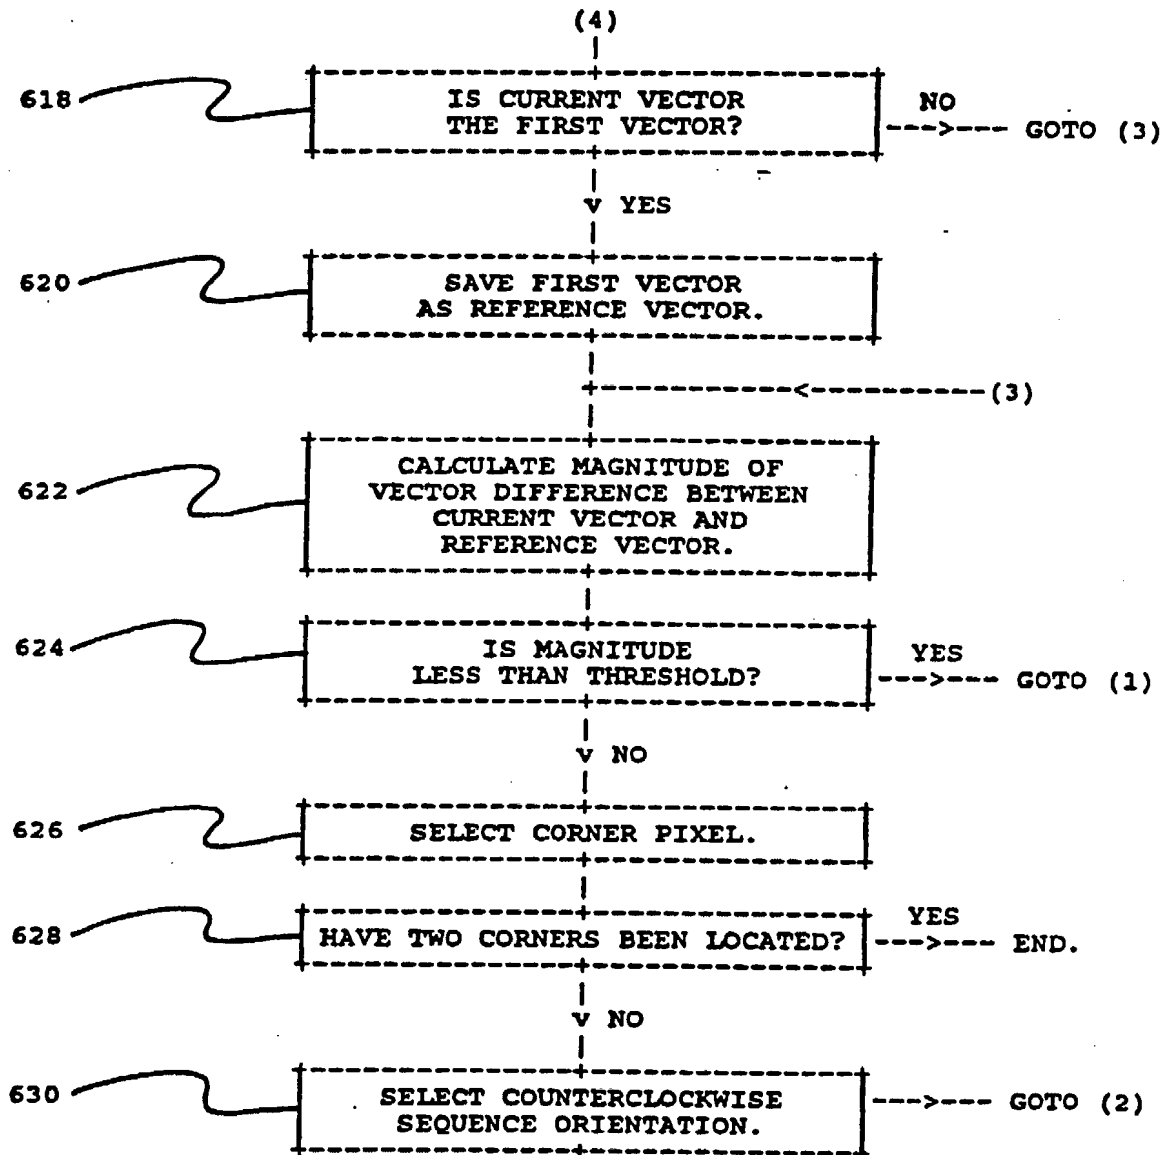 (4)
618
IS CURRENT VECTOR
THE FIRST VECTOR?
NO
--->--- GOTO (3)
v YES
620
SAVE FIRST VECTOR
AS REFERENCE VECTOR.
(3)
622
CALCULATE MAGNITUDE OF
VECTOR DIFFERENCE BETWEEN
CURRENT VECTOR AND
REFERENCE VECTOR.
624
IS MAGNITUDE
LESS THAN THRESHOLD?
YES
--->--- GOTO (1)
v NO
626
SELECT CORNER PIXEL.
628
HAVE TWO CORNERS BEEN LOCATED?
YES
--->--- END.
v NO
630
SELECT COUNTERCLOCKWISE
SEQUENCE ORIENTATION.
--->--- GOTO (2)